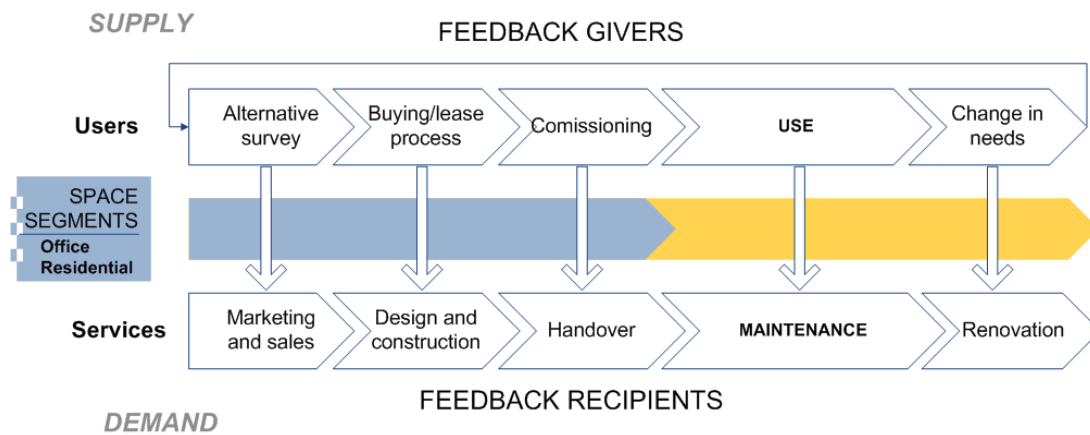 SUPPLY
FEEDBACK GIVERS
Users
Alternative
survey
Buying/lease
process
Comissioning
USE
Change in
needs
SPACE
SEGMENTS
Office
Residential
Services
Marketing
and sales
Design and
construction
Handover
MAINTENANCE
Renovation
FEEDBACK RECIPIENTS
DEMAND